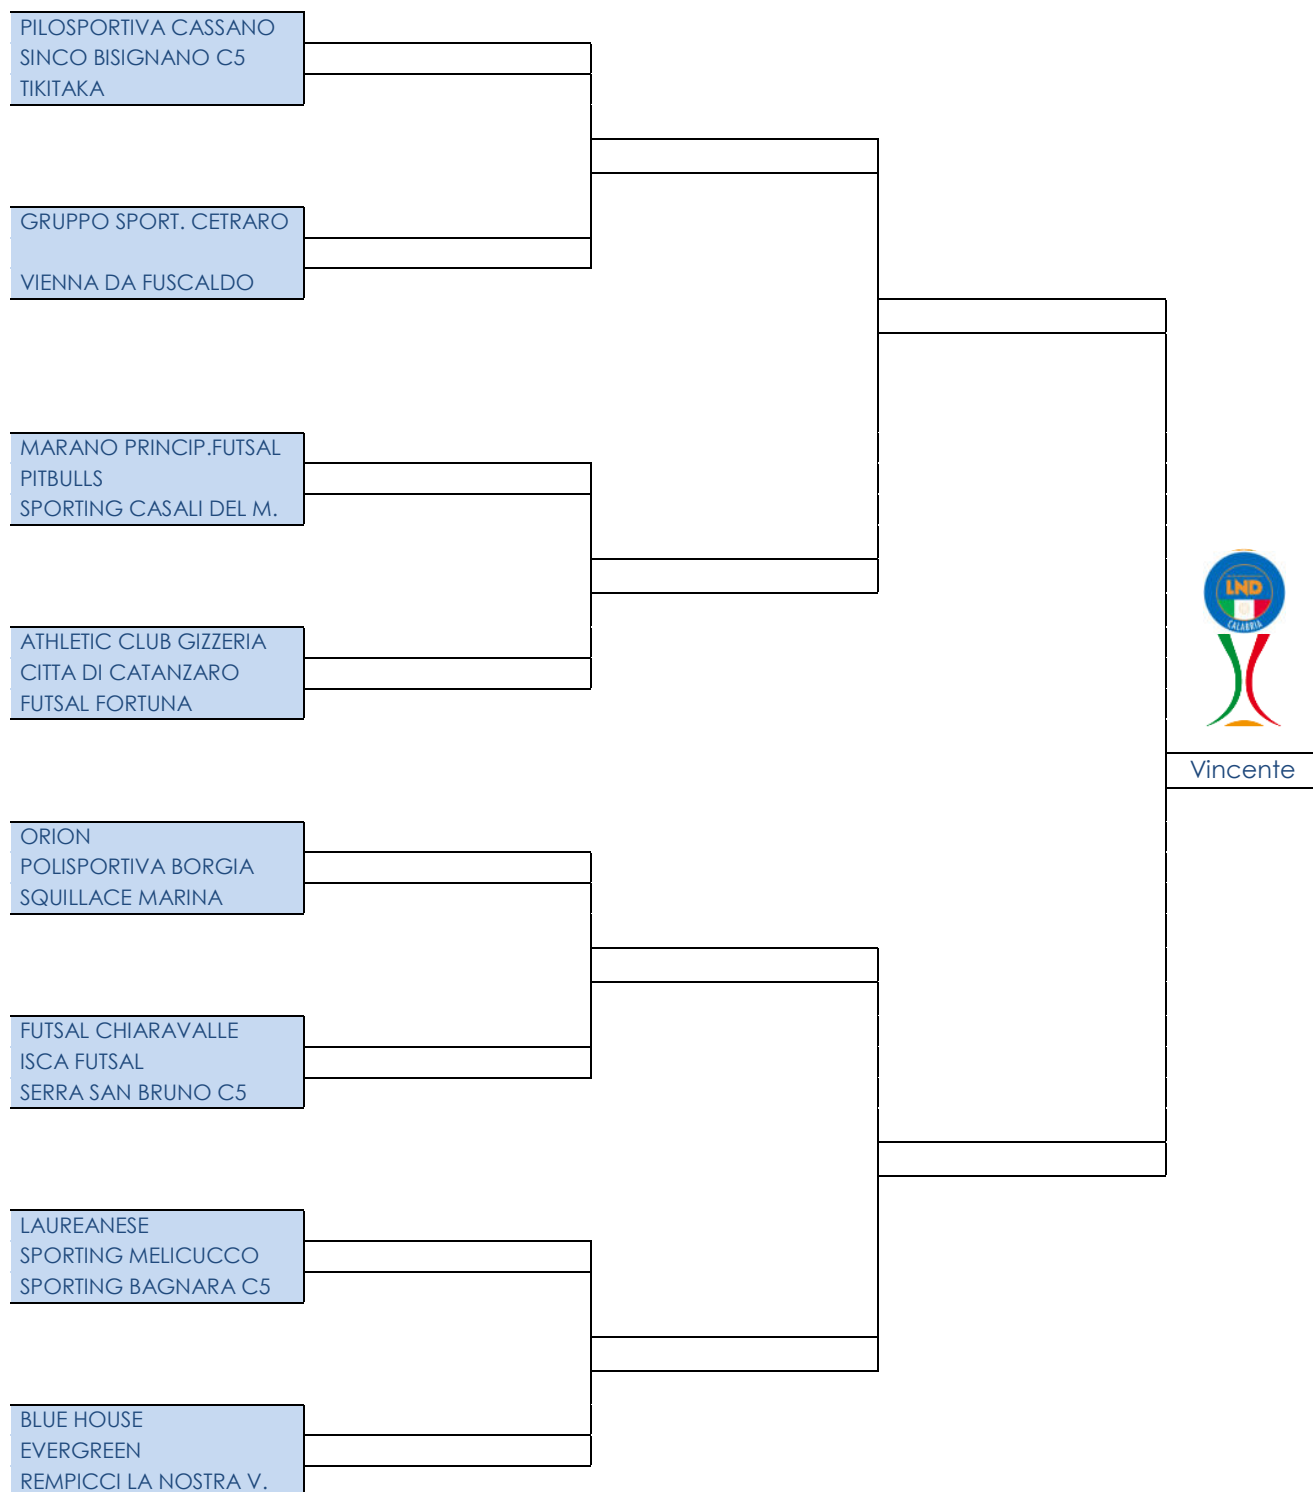 PILOSPORTIVA CASSANO
SINCO BISIGNANO C5
TIKITAKA
GRUPPO SPORT. CETRARO
VIENNA DA FUSCALDO
MARANO PRINCIP.FUTSAL
PITBULLS
SPORTING CASALI DEL M.
LND
CALABRIA
ATHLETIC CLUB GIZZERIA
CITTA DI CATANZARO
FUTSAL FORTUNA
Vincente
ORION
POLISPORTIVA BORGIA
SQUILLACE MARINA
FUTSAL CHIARAVALLE
ISCA FUTSAL
SERRA SAN BRUNO C5
LAUREANESE
SPORTING MELICUCCO
SPORTING BAGNARA C5
BLUE HOUSE
EVERGREEN
REMPICCI LA NOSTRA V.